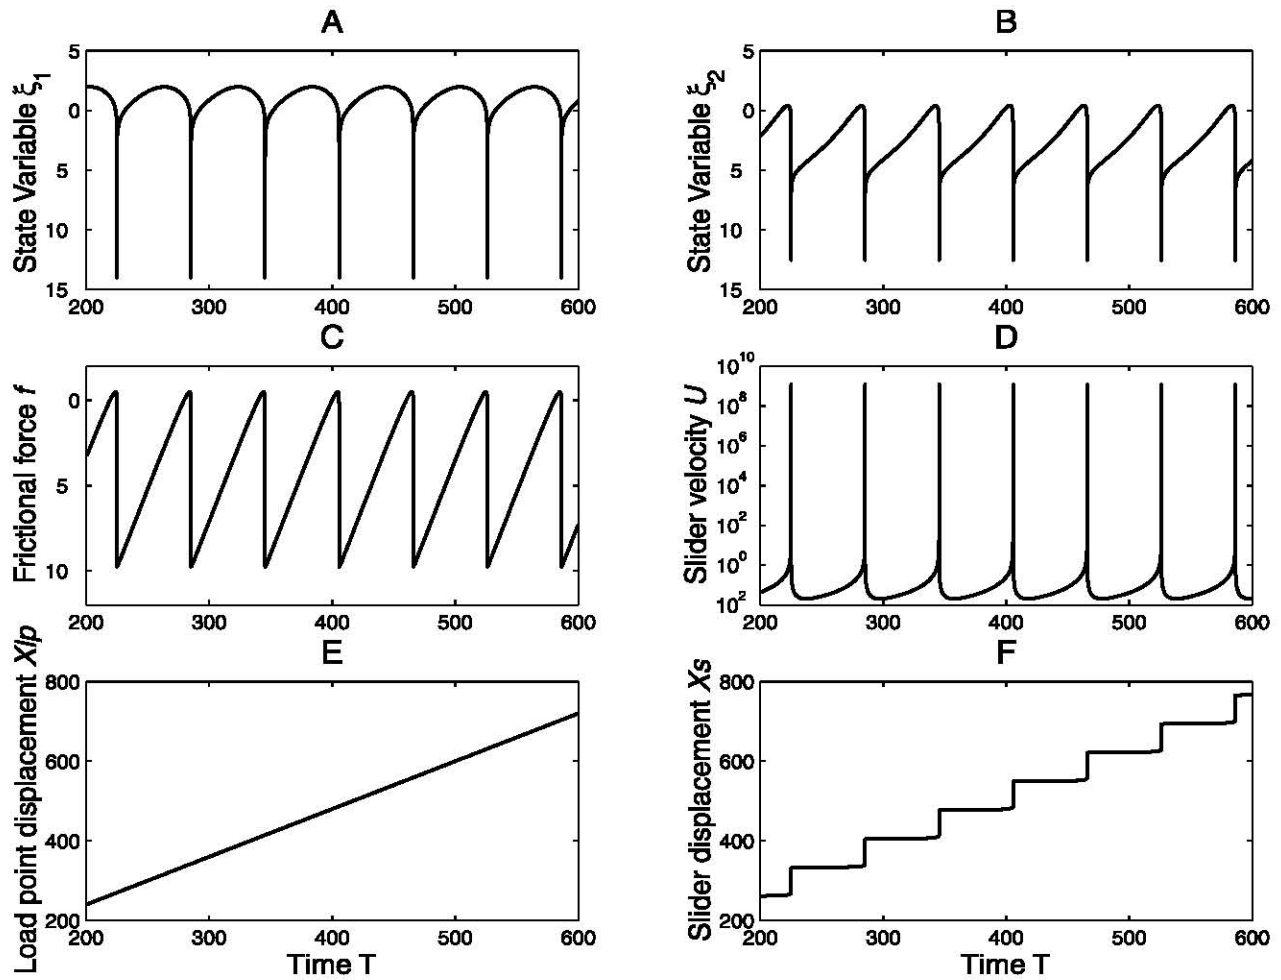 A
State Variable ξ1
5
0
5
10
15
200 300 400 500 600
B
State Variable ξ2
5
0
5
10
15
200 300 400 500 600
C
Frictional force f
0
5
10
200 300 400 500 600
D
Slider velocity U
10^10
10^8
10^6
10^4
10^2
10^0
10^2
200 300 400 500 600
E
Load point displacement Xlp
800
600
400
200
200 300 400 500 600
Time T
F
Slider displacement Xs
800
600
400
200
200 300 400 500 600
Time T